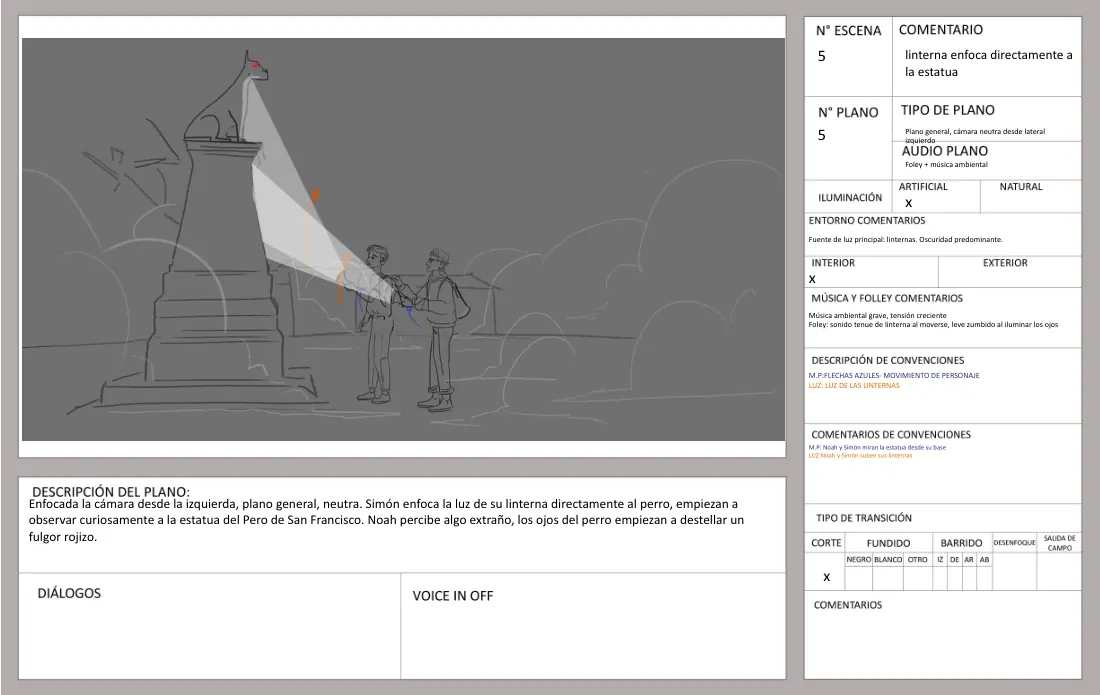 N° ESCENA
5
COMENTARIO
linterna enfoca directamente a
la estatua
N° PLANO
5
TIPO DE PLANO
Plano general, cámara neutra desde lateral
izquierdo
AUDIO PLANO
Foley + música ambiental
ILUMINACIÓN
ARTIFICIAL
x
NATURAL
ENTORNO COMENTARIOS
Fuente de luz principal: linternas. Oscuridad predominante.
INTERIOR
x
EXTERIOR
MÚSICA Y FOLLEY COMENTARIOS
Música ambiental grave, tensión creciente
Foley: sonido tenue de linterna al moverse, leve zumbido al iluminar los ojos
DESCRIPCIÓN DE CONVENCIONES
M.P:FLECHAS AZULES- MOVIMIENTO DE PERSONAJE
LUZ: LUZ DE LAS LINTERNAS
COMENTARIOS DE CONVENCIONES
M.P: Noah y Simón miran la estatua desde su base
LUZ:Noah y Simón suben sus linternas
TIPO DE TRANSICIÓN
CORTE
FUNDIDO
BARRIDO
DESENFOQUE
SALIDA DE
CAMPO
NEGRO BLANCO OTRO
IZ DE AR AB
x
COMENTARIOS
DESCRIPCIÓN DEL PLANO:
Enfocada la cámara desde la izquierda, plano general, neutra. Simón enfoca la luz de su linterna directamente al perro, empiezan a
observar curiosamente a la estatua del Pero de San Francisco. Noah percibe algo extraño, los ojos del perro empiezan a destellar un
fulgor rojizo.
DIÁLOGOS
VOICE IN OFF